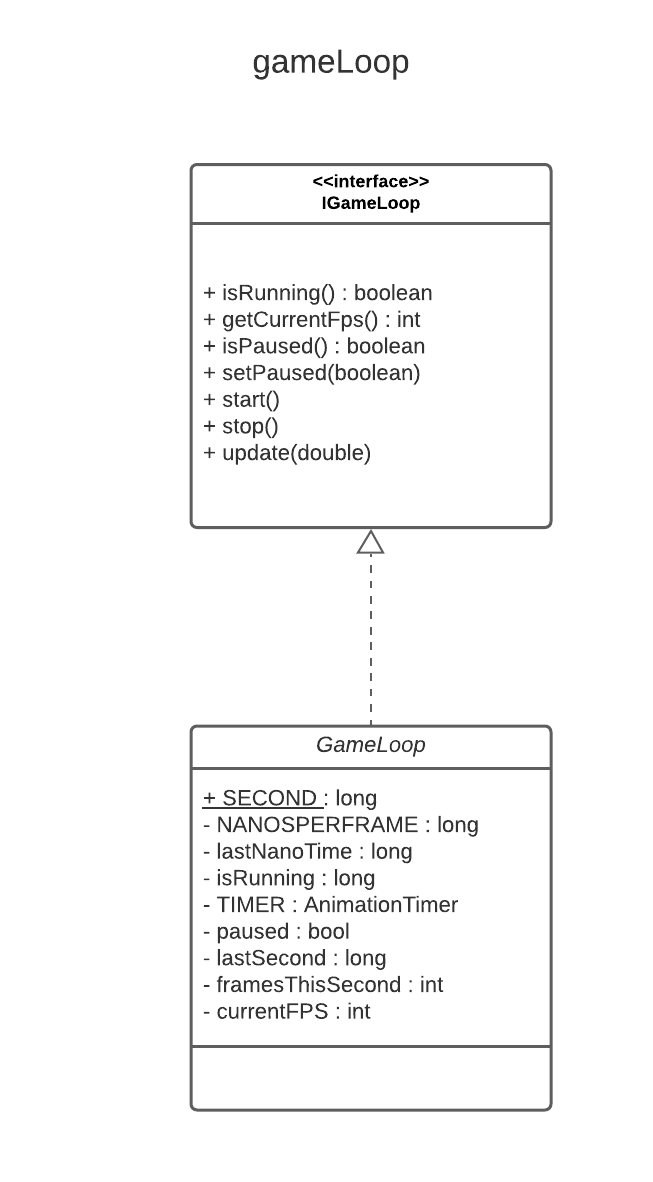 gameLoop
<<interface>>
IGameLoop
+ isRunning() : boolean
+ getCurrentFps() : int
+ isPaused() : boolean
+ setPaused(boolean)
+ start()
+ stop()
+ update(double)
GameLoop
+ SECOND : long
- NANOSPERFRAME : long
- lastNanoTime : long
- isRunning : long
- TIMER : AnimationTimer
- paused : bool
- lastSecond : long
- framesThisSecond : int
- currentFPS : int